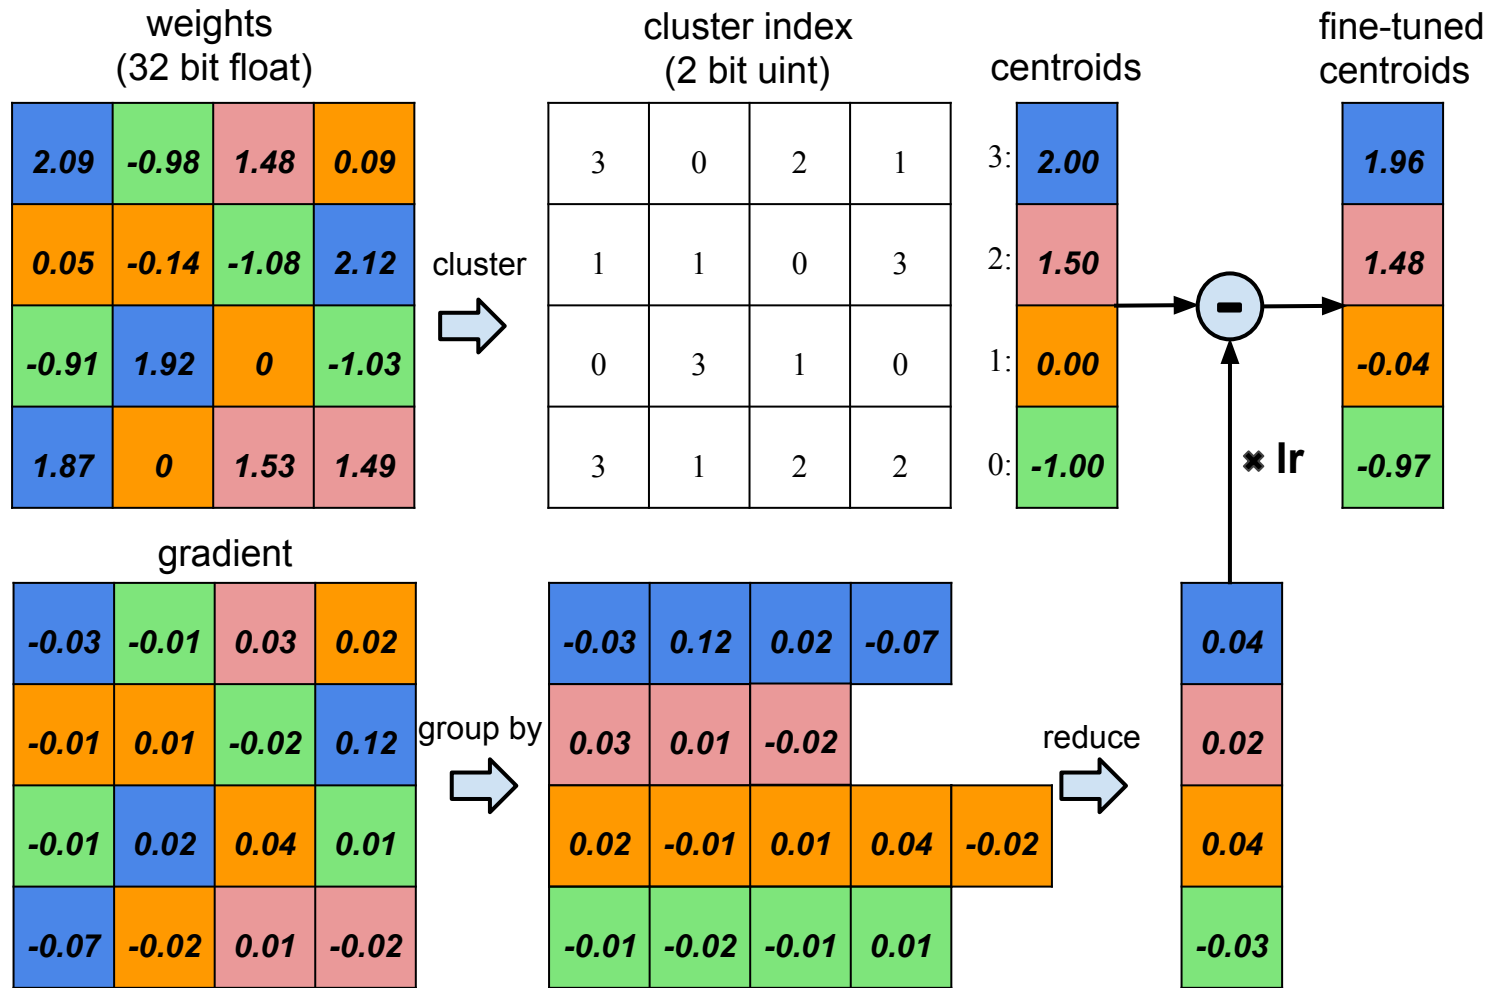 weights
(32 bit float)
cluster index
(2 bit uint)
centroids
fine-tuned
centroids
2.09 -0.98 1.48 0.09
0.05 -0.14 -1.08 2.12
-0.91 1.92 0 -1.03
1.87 0 1.53 1.49
cluster
3 0 2 1
1 1 0 3
0 3 1 0
3 1 2 2
3: 2.00
2: 1.50
1: 0.00
0: -1.00
-
× lr
1.96
1.48
-0.04
-0.97
gradient
-0.03 -0.01 0.03 0.02
-0.01 0.01 -0.02 0.12
-0.01 0.02 0.04 0.01
-0.07 -0.02 0.01 -0.02
group by
-0.03 0.12 0.02 -0.07
0.03 0.01 -0.02
0.02 -0.01 0.01 0.04 -0.02
-0.01 -0.02 -0.01 0.01
reduce
0.04
0.02
0.04
-0.03